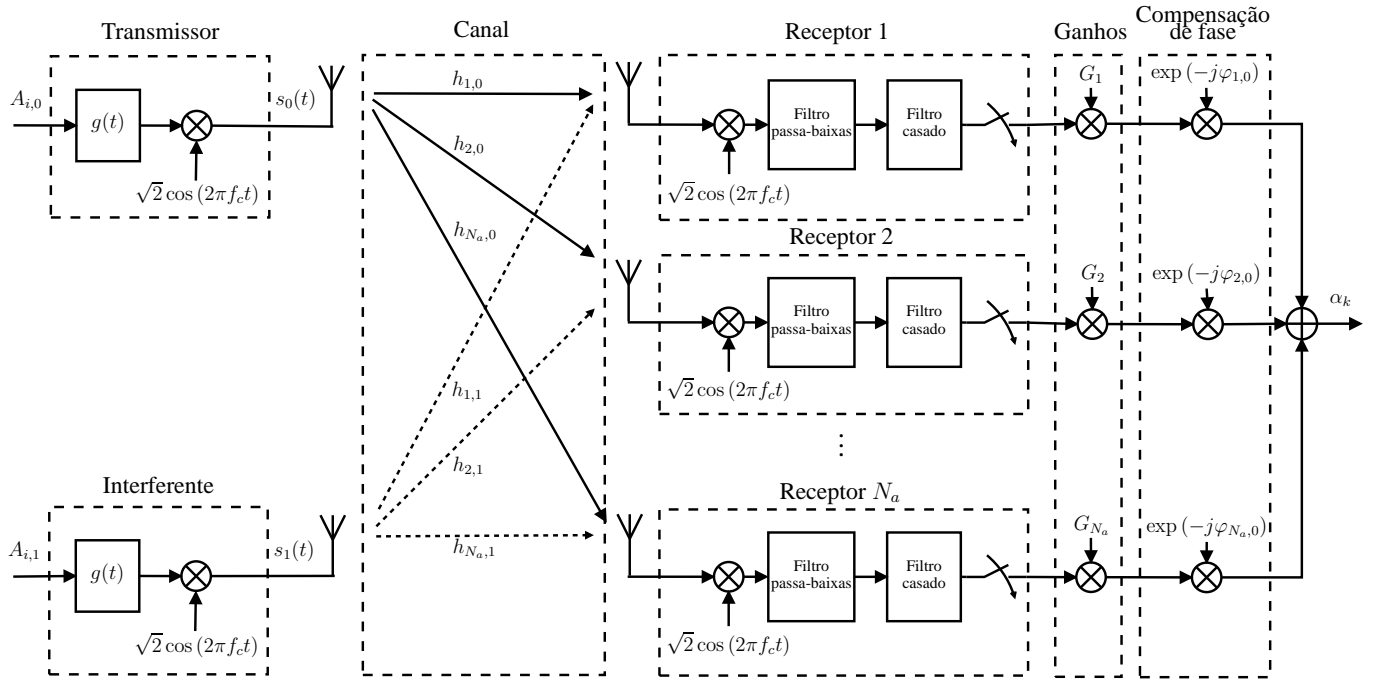 Transmissor
Canal
Receptor 1
Ganhos
Compensação
de fase
A_{i,0}
g(t)
s_0(t)
√2 cos (2πf_c t)
h_{1,0}
h_{2,0}
h_{N_a,0}
Filtro
passa-baixas
Filtro
casado
√2 cos (2πf_c t)
G_1
exp (−jφ_{1,0})
Receptor 2
Filtro
passa-baixas
Filtro
casado
√2 cos (2πf_c t)
G_2
exp (−jφ_{2,0})
α_k
h_{1,1}
h_{2,1}
h_{N_a,1}
⋮
Interferente
A_{i,1}
g(t)
s_1(t)
√2 cos (2πf_c t)
Receptor N_a
Filtro
passa-baixas
Filtro
casado
√2 cos (2πf_c t)
G_{N_a}
exp (−jφ_{N_a,0})